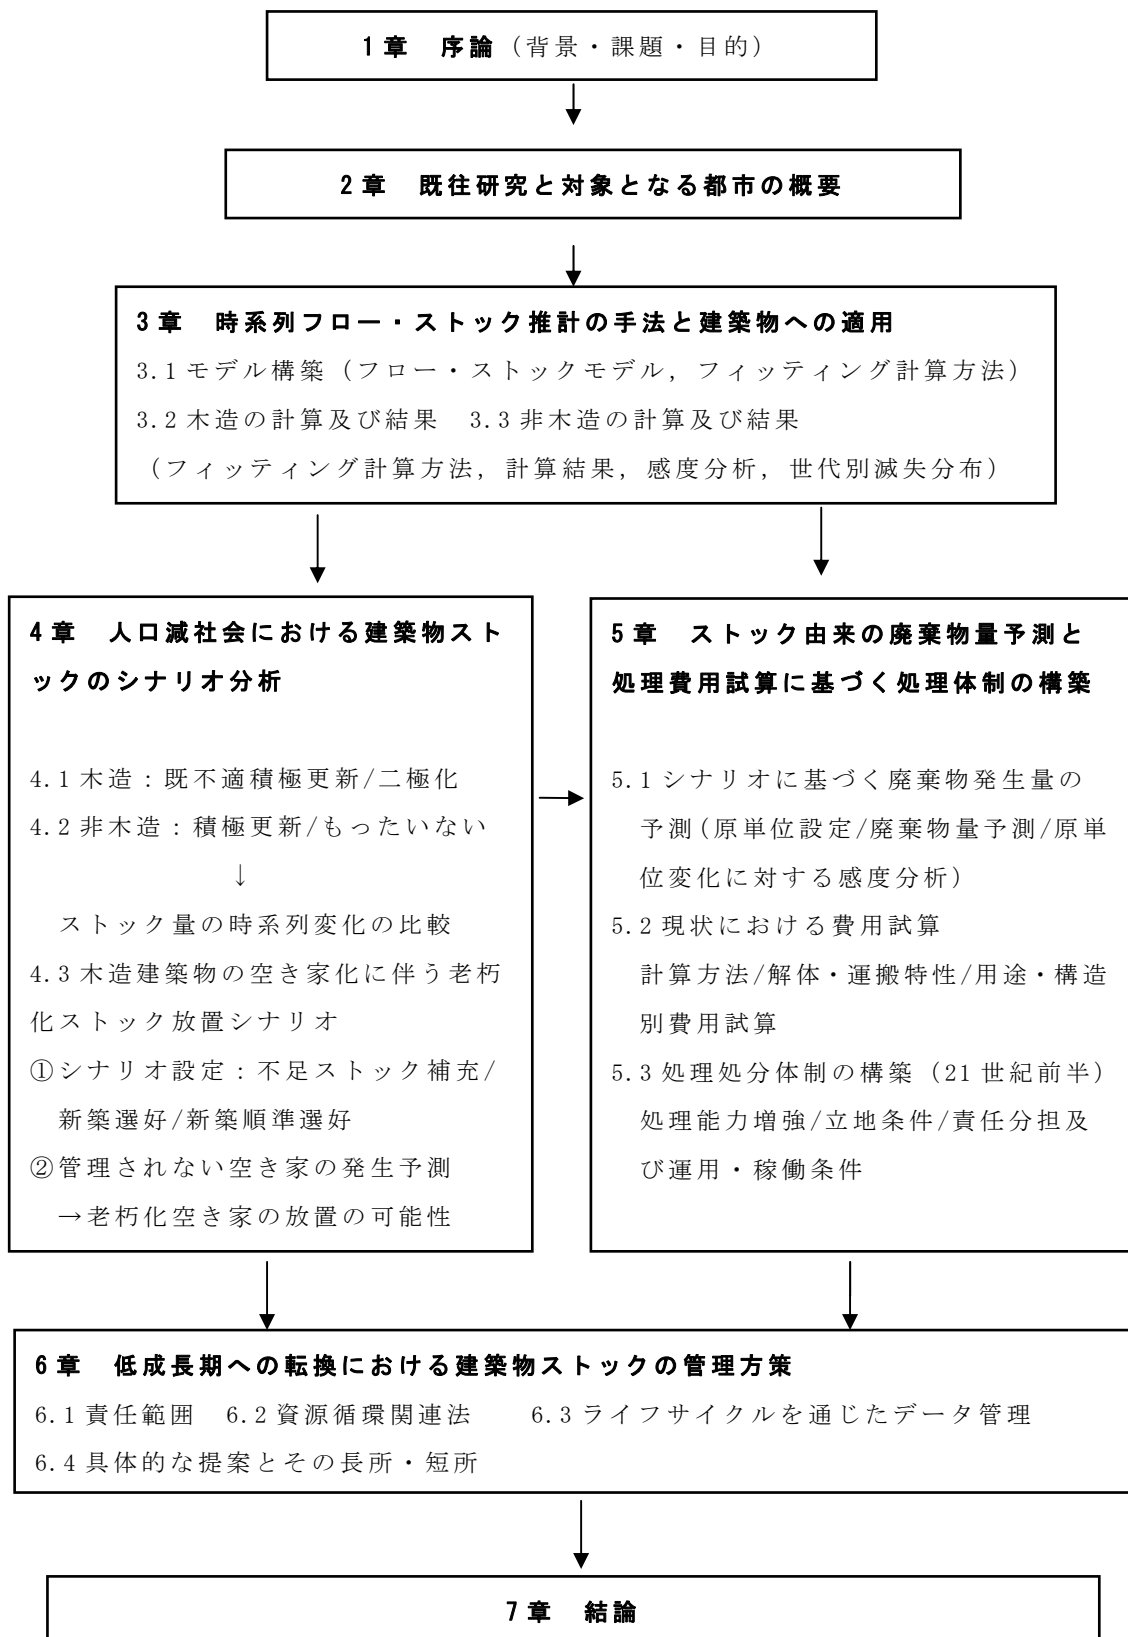 1章　序論（背景・課題・目的）
2章　既往研究と対象となる都市の概要
3章　時系列フロー・ストック推計の手法と建築物への適用
3.1モデル構築（フロー・ストックモデル, フィッティング計算方法）
3.2木造の計算及び結果　3.3非木造の計算及び結果
（フィッティング計算方法, 計算結果, 感度分析, 世代別滅失分布）
4章　人口減社会における建築物スト
ックのシナリオ分析
4.1木造：既不適積極更新/二極化
4.2非木造：積極更新/もったいない
↓
ストック量の時系列変化の比較
4.3木造建築物の空き家化に伴う老朽
化ストック放置シナリオ
①シナリオ設定：不足ストック補充/
新築選好/新築順準選好
②管理されない空き家の発生予測
→老朽化空き家の放置の可能性
5章　ストック由来の廃棄物量予測と
処理費用試算に基づく処理体制の構築
5.1シナリオに基づく廃棄物発生量の
予測(原単位設定/廃棄物量予測/原単
位変化に対する感度分析)
5.2現状における費用試算
計算方法/解体・運搬特性/用途・構造
別費用試算
5.3処理処分体制の構築（21世紀前半）
処理能力増強/立地条件/責任分担及
び運用・稼働条件
6章　低成長期への転換における建築物ストックの管理方策
6.1責任範囲　6.2資源循環関連法　　6.3ライフサイクルを通じたデータ管理
6.4具体的な提案とその長所・短所
7章　結論